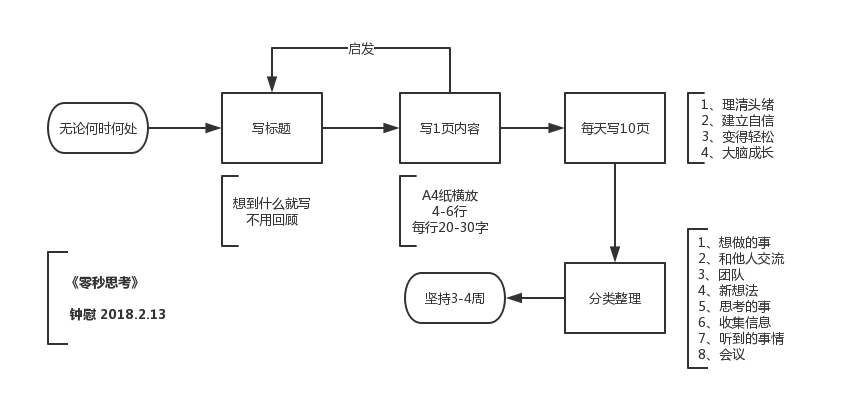 启发
无论何时何处
写标题
写1页内容
每天写10页
1、理清头绪
2、建立自信
3、变得轻松
4、大脑成长
想到什么就写
不用回顾
A4纸横放
4-6行
每行20-30字
《零秒思考》
钟慰 2018.2.13
坚持3-4周
分类整理
1、想做的事
2、和他人交流
3、团队
4、新想法
5、思考的事
6、收集信息
7、听到的事情
8、会议